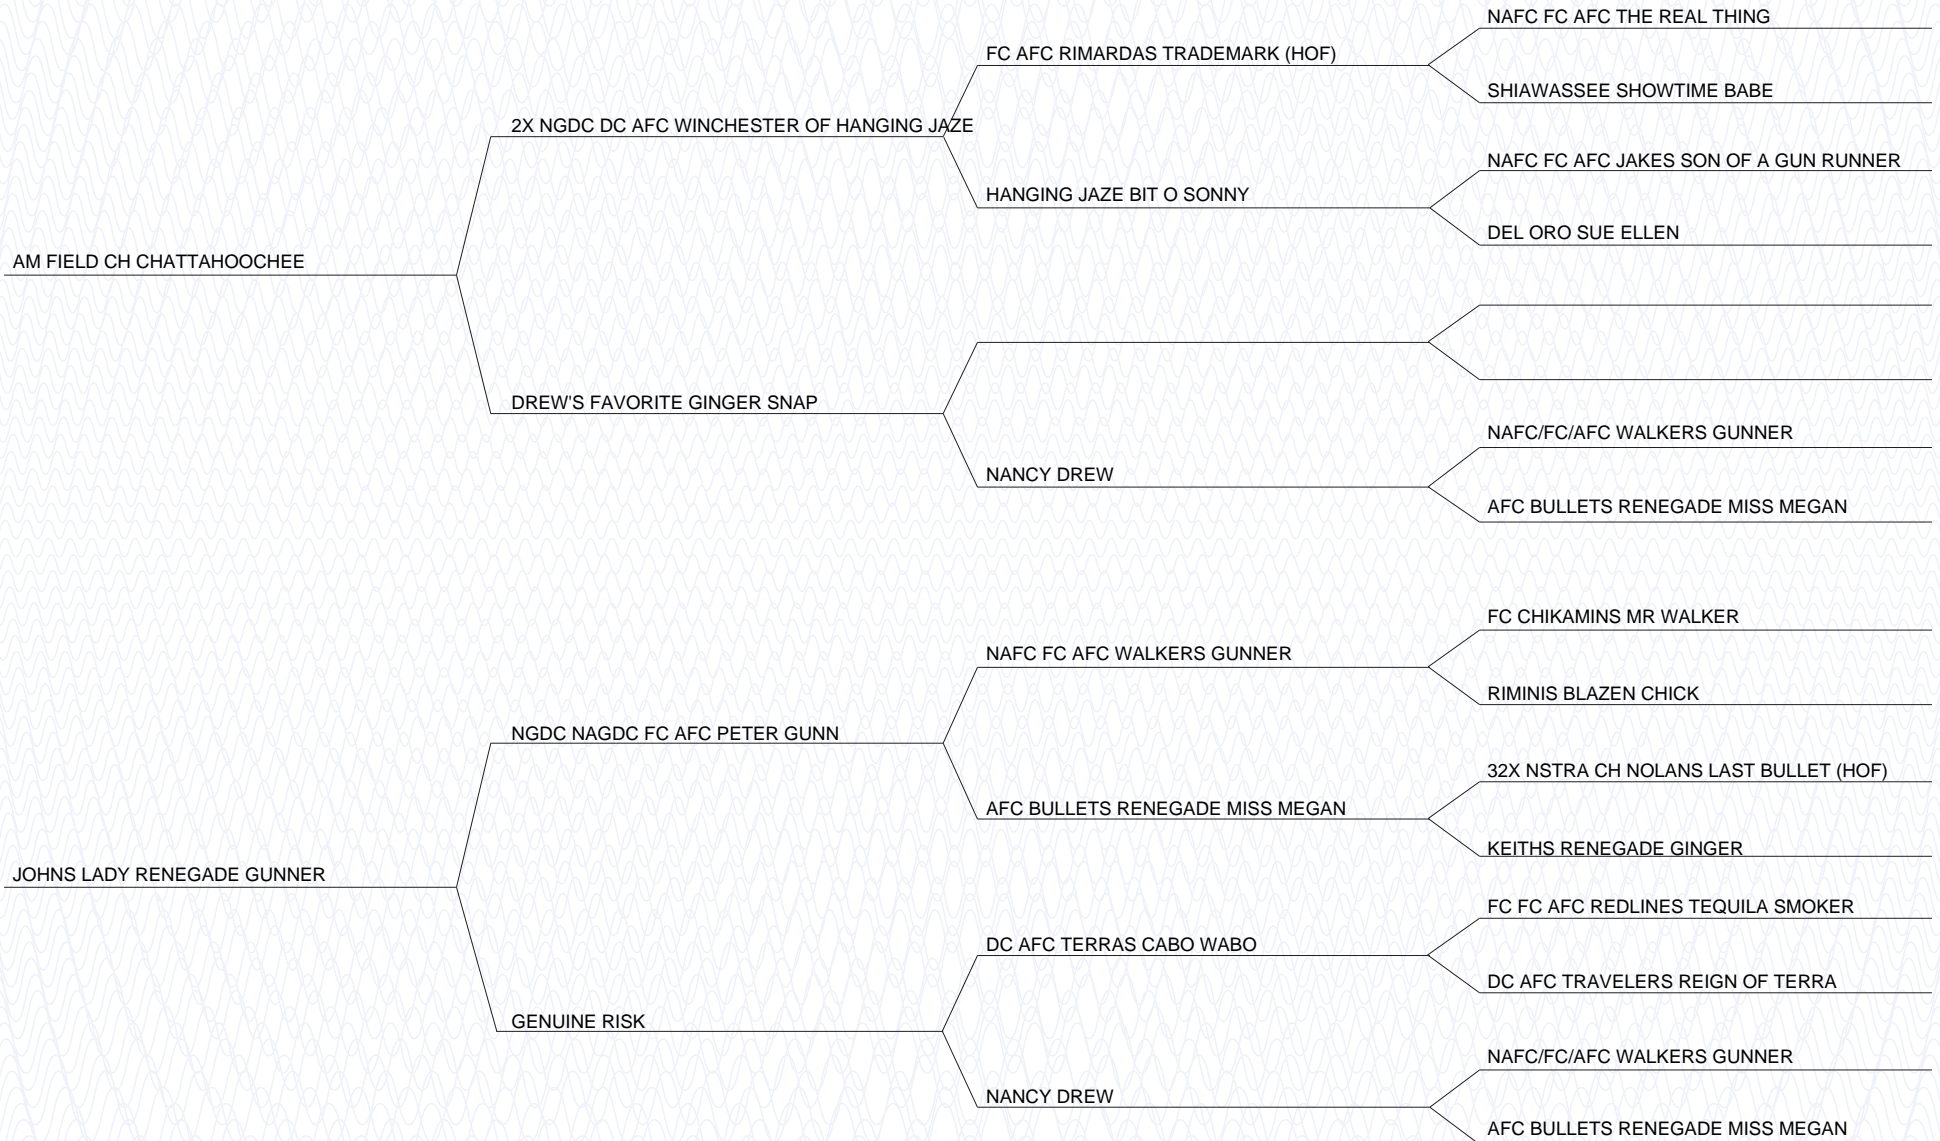 NAFC FC AFC THE REAL THING
FC AFC RIMARDAS TRADEMARK (HOF)
SHIAWASSEE SHOWTIME BABE
2X NGDC DC AFC WINCHESTER OF HANGING JAZE
NAFC FC AFC JAKES SON OF A GUN RUNNER
HANGING JAZE BIT O SONNY
DEL ORO SUE ELLEN
AM FIELD CH CHATTAHOOCHEE
DREW'S FAVORITE GINGER SNAP
NAFC/FC/AFC WALKERS GUNNER
NANCY DREW
AFC BULLETS RENEGADE MISS MEGAN
FC CHIKAMINS MR WALKER
NAFC FC AFC WALKERS GUNNER
RIMINIS BLAZEN CHICK
NGDC NAGDC FC AFC PETER GUNN
32X NSTRA CH NOLANS LAST BULLET (HOF)
AFC BULLETS RENEGADE MISS MEGAN
KEITHS RENEGADE GINGER
JOHNS LADY RENEGADE GUNNER
FC FC AFC REDLINES TEQUILA SMOKER
DC AFC TERRAS CABO WABO
DC AFC TRAVELERS REIGN OF TERRA
GENUINE RISK
NAFC/FC/AFC WALKERS GUNNER
NANCY DREW
AFC BULLETS RENEGADE MISS MEGAN